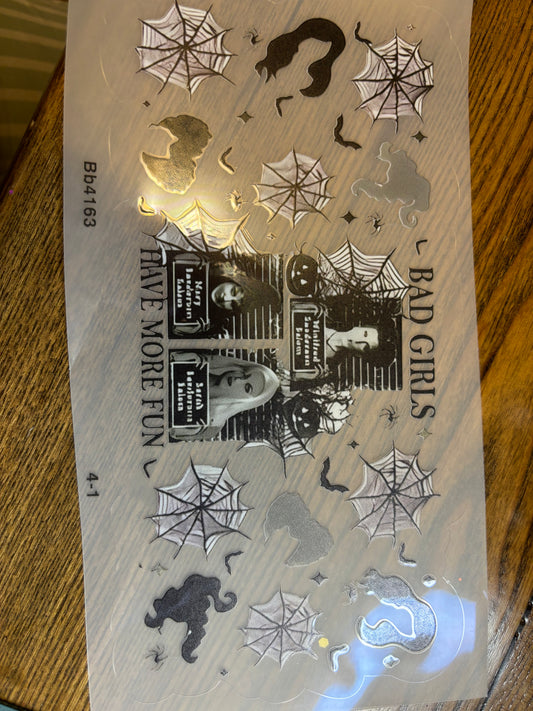 BAD GIRLS
Winifred
Sanderson
Salem
Mary
Sanderson
Salem
Sarah
Sanderson
Salem
HAVE MORE FUN
Bb4163
4-1